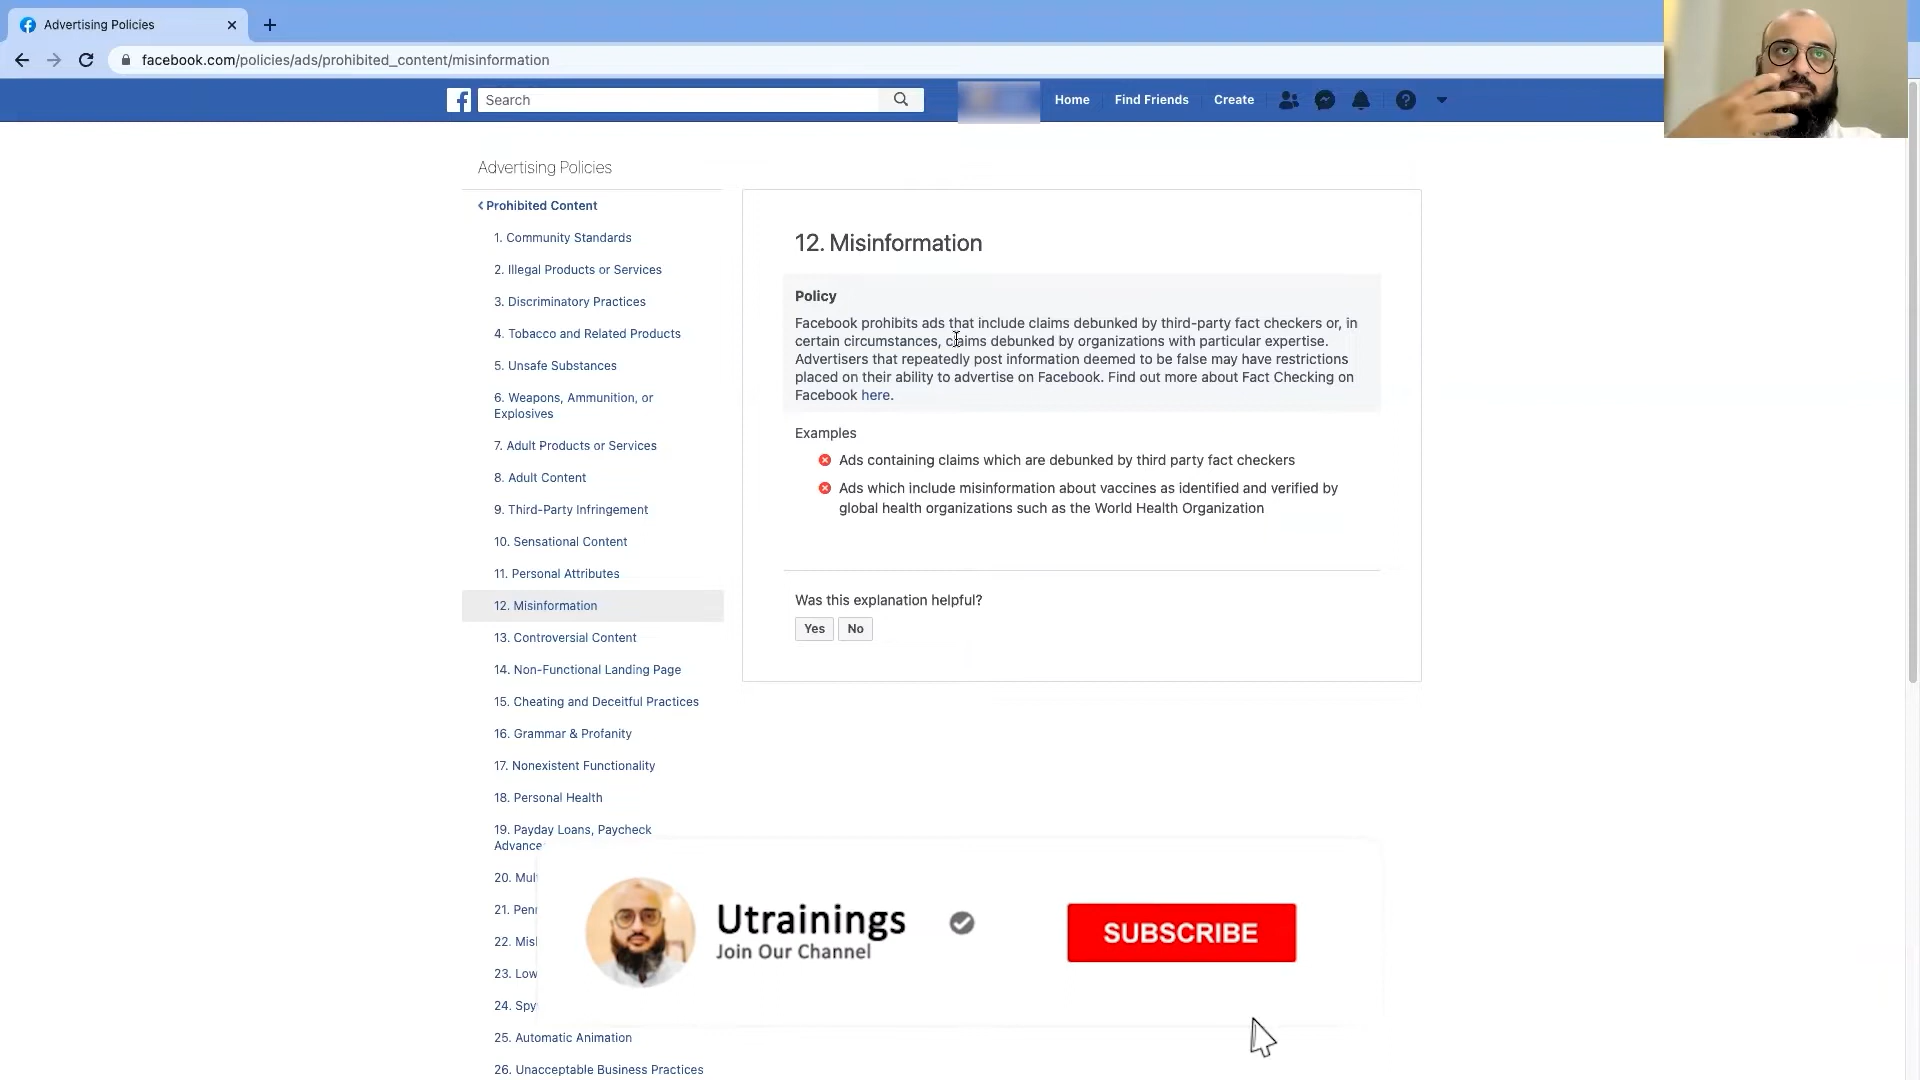 Advertising Policies
facebook.com/policies/ads/prohibited_content/misinformation
Search
Home
Find Friends
Create
Advertising Policies
Prohibited Content
1. Community Standards
2. Illegal Products or Services
3. Discriminatory Practices
4. Tobacco and Related Products
5. Unsafe Substances
6. Weapons, Ammunition, or
Explosives
7. Adult Products or Services
8. Adult Content
9. Third-Party Infringement
10. Sensational Content
11. Personal Attributes
12. Misinformation
13. Controversial Content
14. Non-Functional Landing Page
15. Cheating and Deceitful Practices
16. Grammar & Profanity
17. Nonexistent Functionality
18. Personal Health
19. Payday Loans, Paycheck
Advance
20. Mul
21. Pen
22. Mis
23. Low
24. Spy
25. Automatic Animation
26. Unacceptable Business Practices
12. Misinformation
Policy
Facebook prohibits ads that include claims debunked by third-party fact checkers or, in
certain circumstances, claims debunked by organizations with particular expertise.
Advertisers that repeatedly post information deemed to be false may have restrictions
placed on their ability to advertise on Facebook. Find out more about Fact Checking on
Facebook here.
Examples
Ads containing claims which are debunked by third party fact checkers
Ads which include misinformation about vaccines as identified and verified by
global health organizations such as the World Health Organization
Was this explanation helpful?
Yes
No
Utrainings
Join Our Channel
SUBSCRIBE